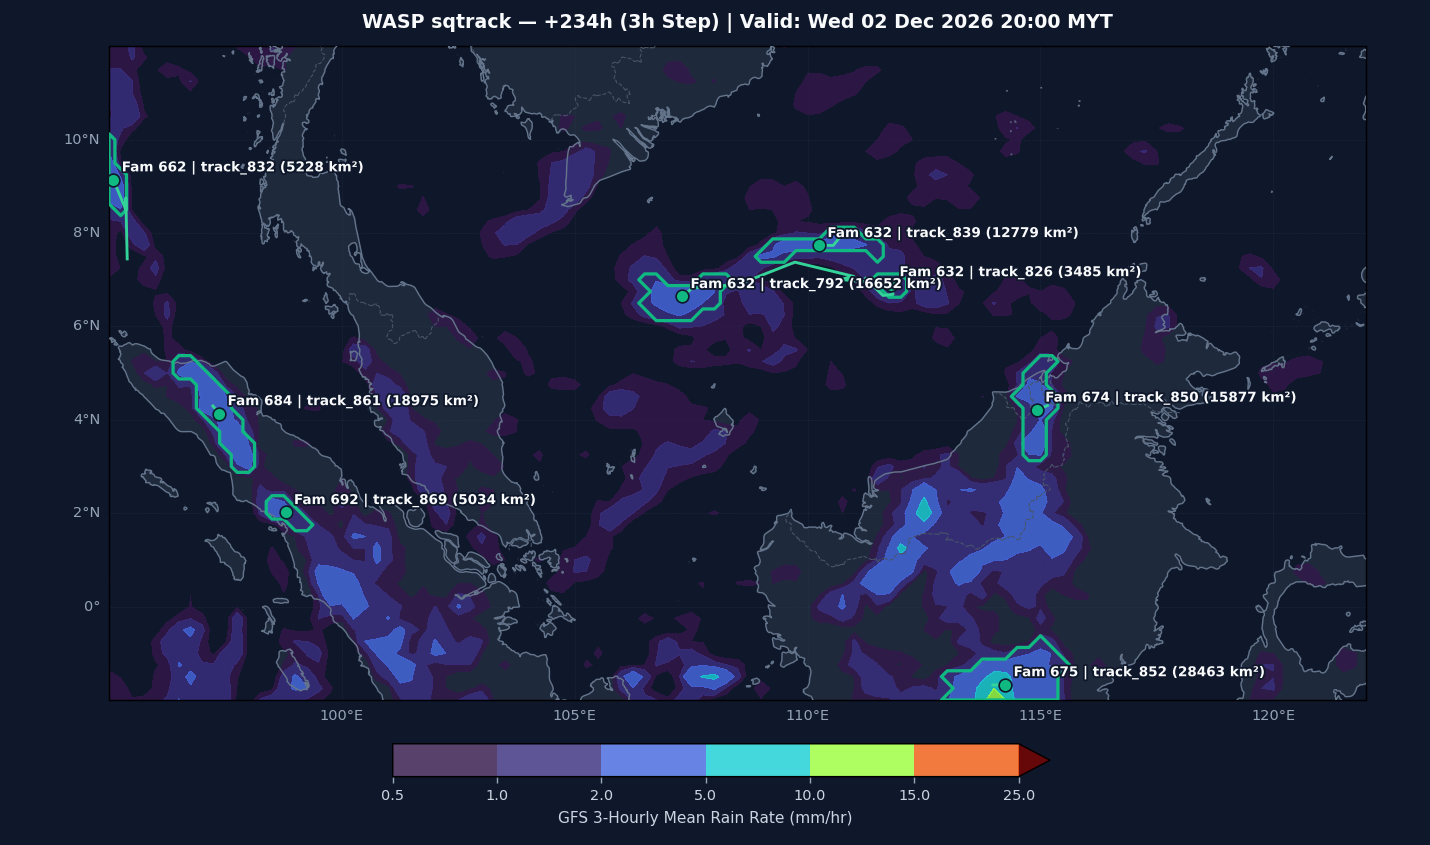 WASP sqtrack — +234h (3h Step) | Valid: Wed 02 Dec 2026 20:00 MYT
10°N
Fam 662 | track_832 (5228 km²)
8°N
Fam 632 | track_839 (12779 km²)
Fam 632 | track_826 (3485 km²)
Fam 632 | track_792 (16652 km²)
6°N
Fam 684 | track_861 (18975 km²)
Fam 674 | track_850 (15877 km²)
4°N
Fam 692 | track_869 (5034 km²)
2°N
0°
Fam 675 | track_852 (28463 km²)
100°E 105°E 110°E 115°E 120°E
0.5 1.0 2.0 5.0 10.0 15.0 25.0
GFS 3-Hourly Mean Rain Rate (mm/hr)